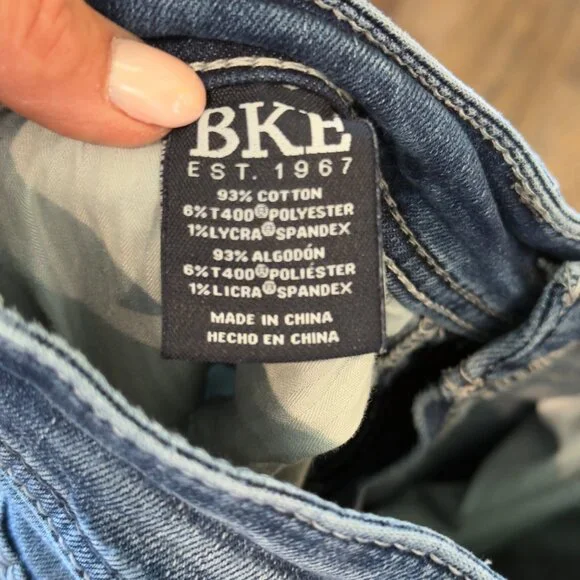 BKE
EST. 1967
93% COTTON
6% T400® POLYESTER
1% LYCRA® SPANDEX
93% ALGODÓN
6% T400® POLIÉSTER
1% LICRA® SPANDEX
MADE IN CHINA
HECHO EN CHINA